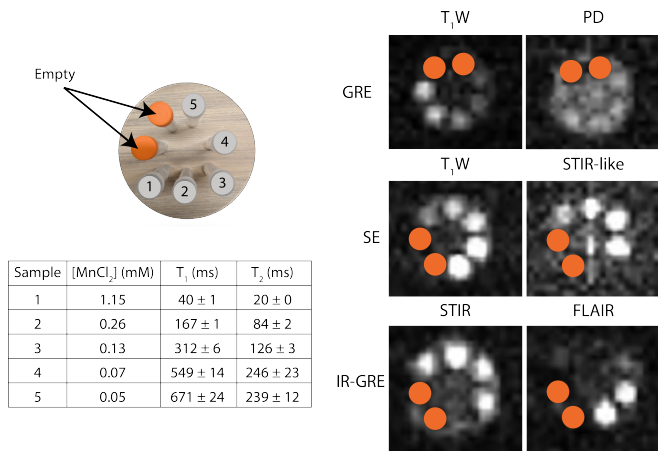 T₁W PD
Empty
GRE
5
4
3
2
1
T₁W STIR-like
SE
Sample [MnCl₂] (mM) T₁ (ms) T₂ (ms)
1 1.15 40 ± 1 20 ± 0
2 0.26 167 ± 1 84 ± 2
3 0.13 312 ± 6 126 ± 3
4 0.07 549 ± 14 246 ± 23
5 0.05 671 ± 24 239 ± 12
STIR FLAIR
IR-GRE